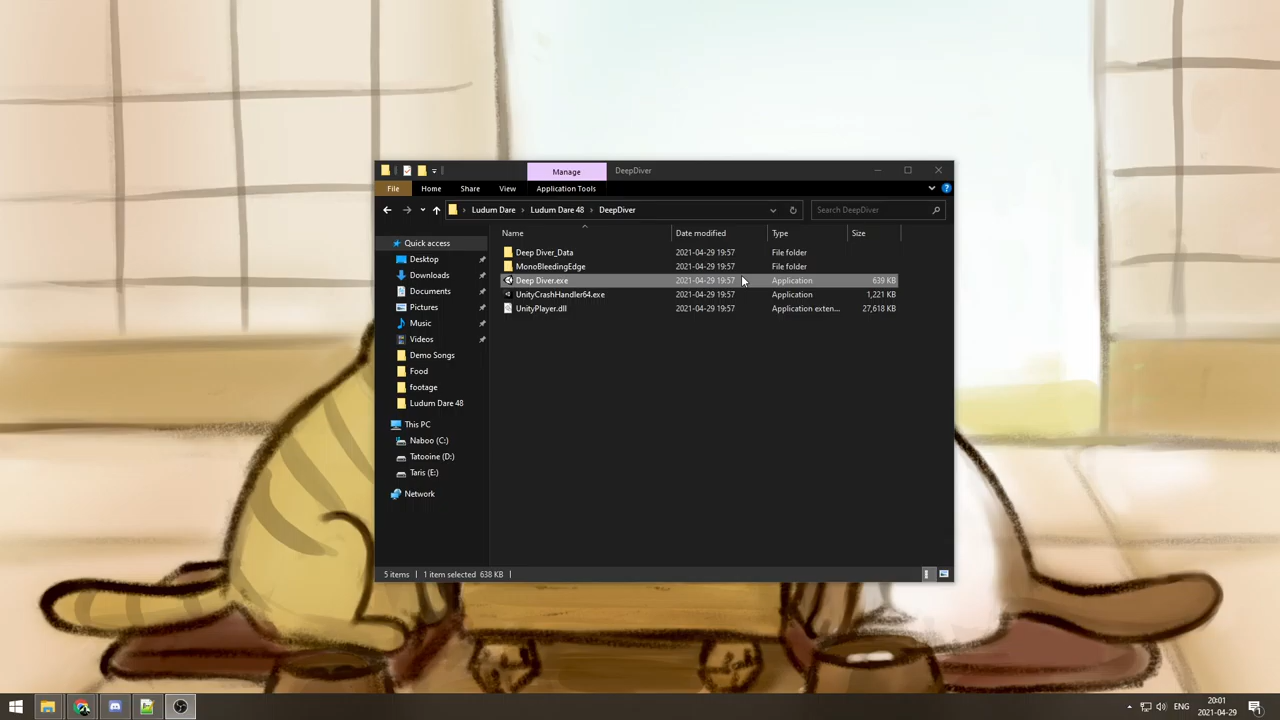 Manage
DeepDiver
File
Home
Share
View
Application Tools
Ludum Dare
Ludum Dare 48
DeepDiver
Search DeepDiver
Name
Date modified
Type
Size
Quick access
Desktop
Downloads
Documents
Pictures
Music
Videos
Demo Songs
Food
footage
Ludum Dare 48
This PC
Naboo (C:)
Tatooine (D:)
Taris (E:)
Network
Deep Diver_Data 2021-04-29 19:57 File folder
MonoBleedingEdge 2021-04-29 19:57 File folder
Deep Diver.exe 2021-04-29 19:57 Application 639 KB
UnityCrashHandler64.exe 2021-04-29 19:57 Application 1,221 KB
UnityPlayer.dll 2021-04-29 19:57 Application exten... 27,618 KB
5 items 1 item selected 638 KB
ENG
20:01
2021-04-29
1